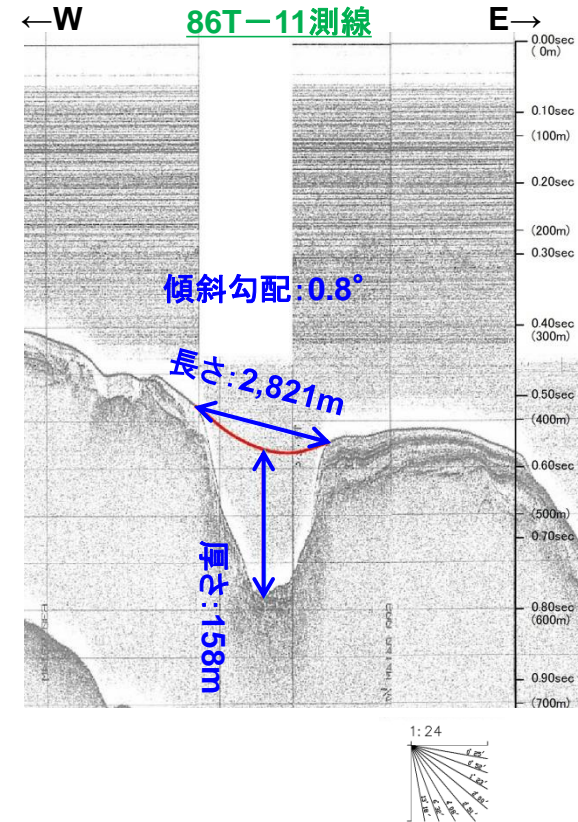 ←W 86T－11測線 E→
0.00sec
( 0m)
0.10sec
(100m)
0.20sec
(200m)
0.30sec
傾斜勾配：0.8°
0.40sec
(300m)
長さ：2,821m
0.50sec
(400m)
0.60sec
(500m)
0.70sec
厚さ：158m
0.80sec
(600m)
0.90sec
(700m)
1:24